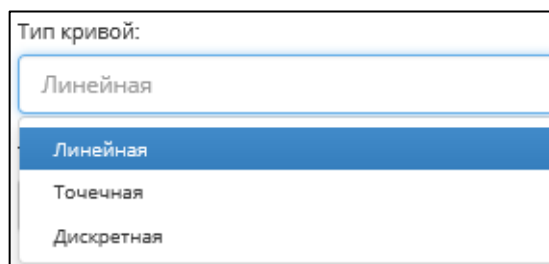 Тип кривой:
Линейная
Линейная
Точечная
Дискретная